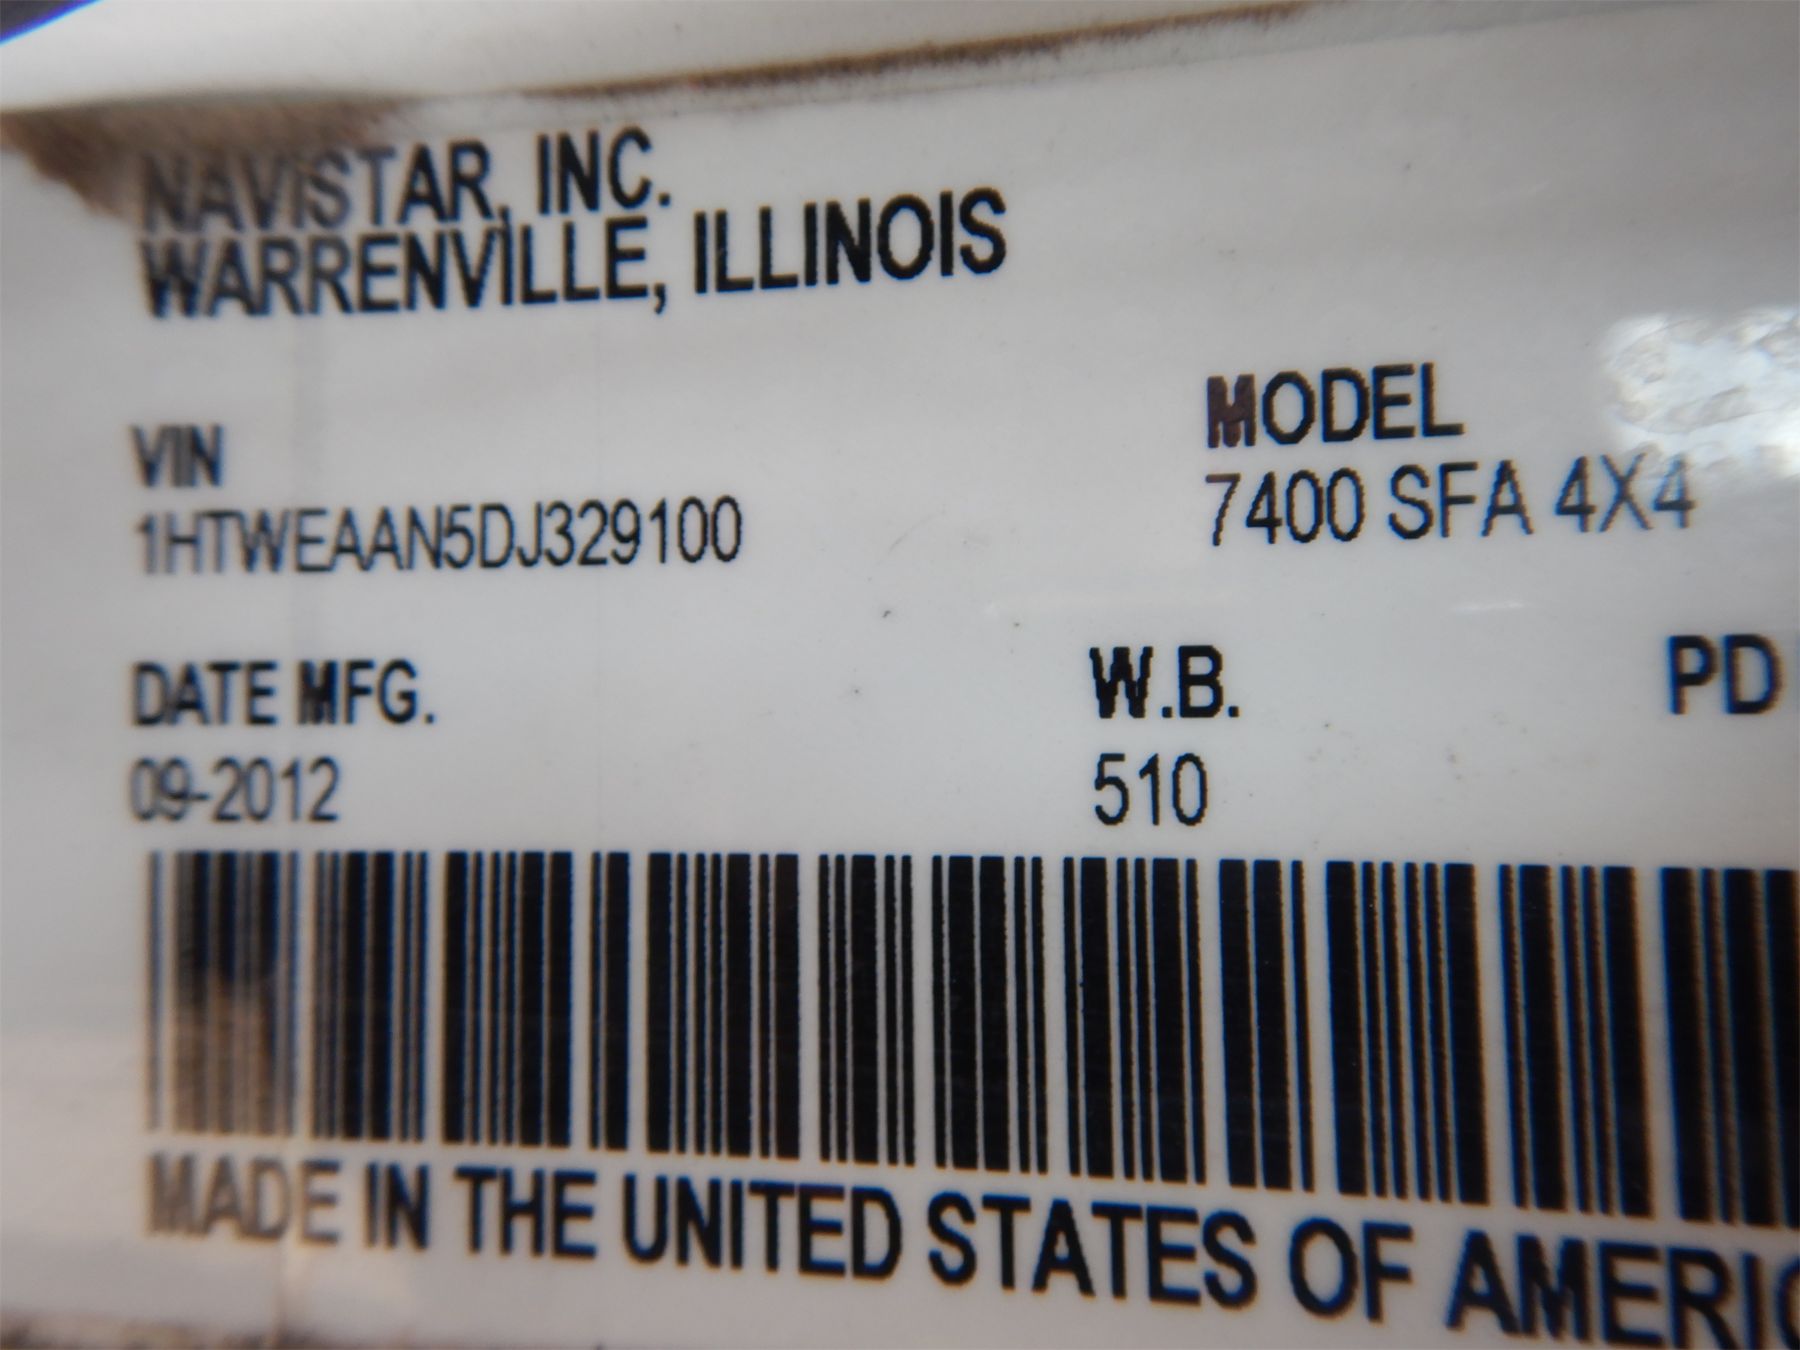 NAVISTAR, INC.
WARRENVILLE, ILLINOIS
VIN
1HTWEAAN5DJ329100
MODEL
7400 SFA 4X4
DATE MFG.
09-2012
W.B.
510
PD
MADE IN THE UNITED STATES OF AMERIC